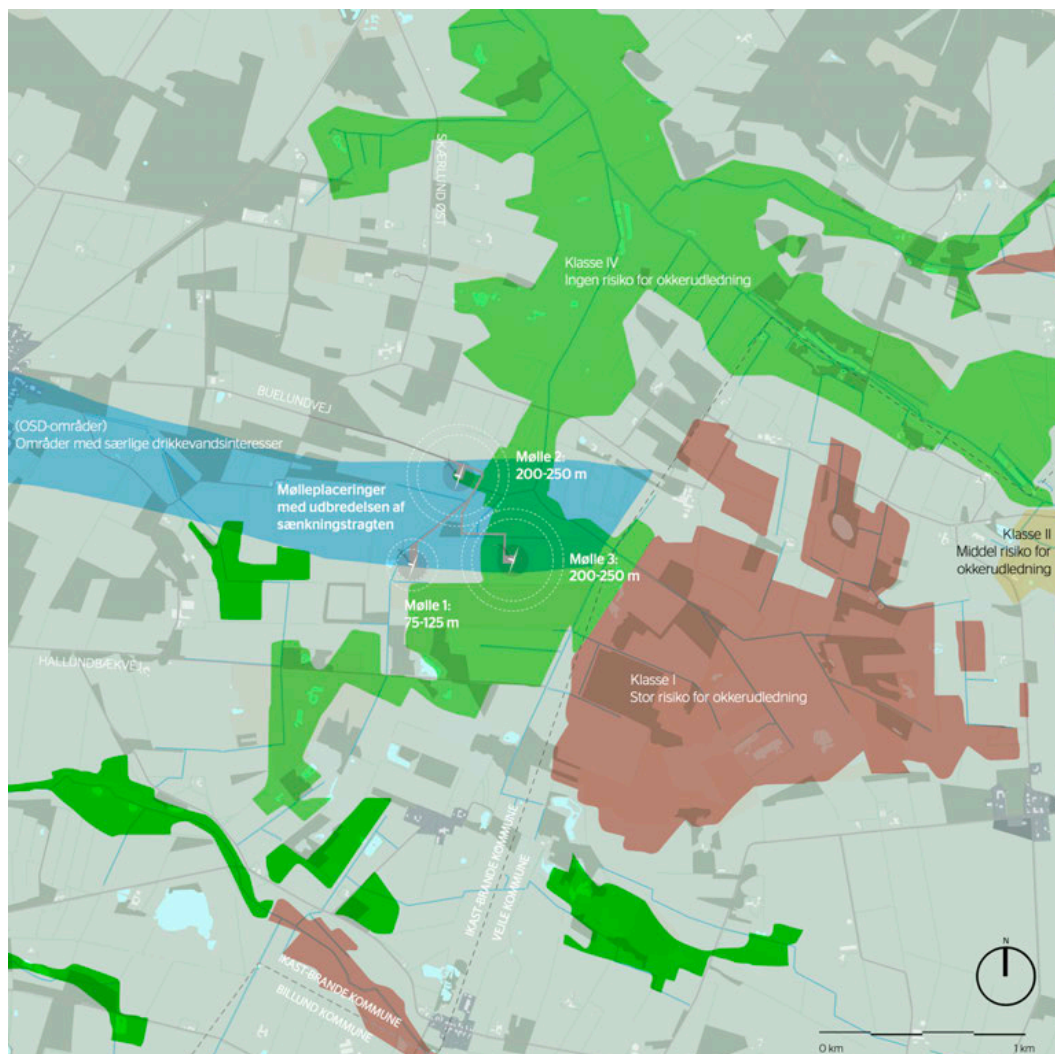 SKÆRLUND ØST
Klasse IV
Ingen risiko for okkerudledning
BUELUNDVEJ
(OSD-områder)
Områder med særlige drikkevandsinteresser
Mølle 2:
200-250 m
Mølleplaceringer
med udbredelsen af
sænkningstragten
Klasse II
Middel risiko for
okkerudledning
Mølle 3:
200-250 m
Mølle 1:
75-125 m
HALLUNDBÆKVEJ
Klasse I
Stor risiko for okkerudledning
IKAST-BRANDE KOMMUNE
VEJLE KOMMUNE
IKAST-BRANDE KOMMUNE
BILLUND KOMMUNE
N
0 km
1 km